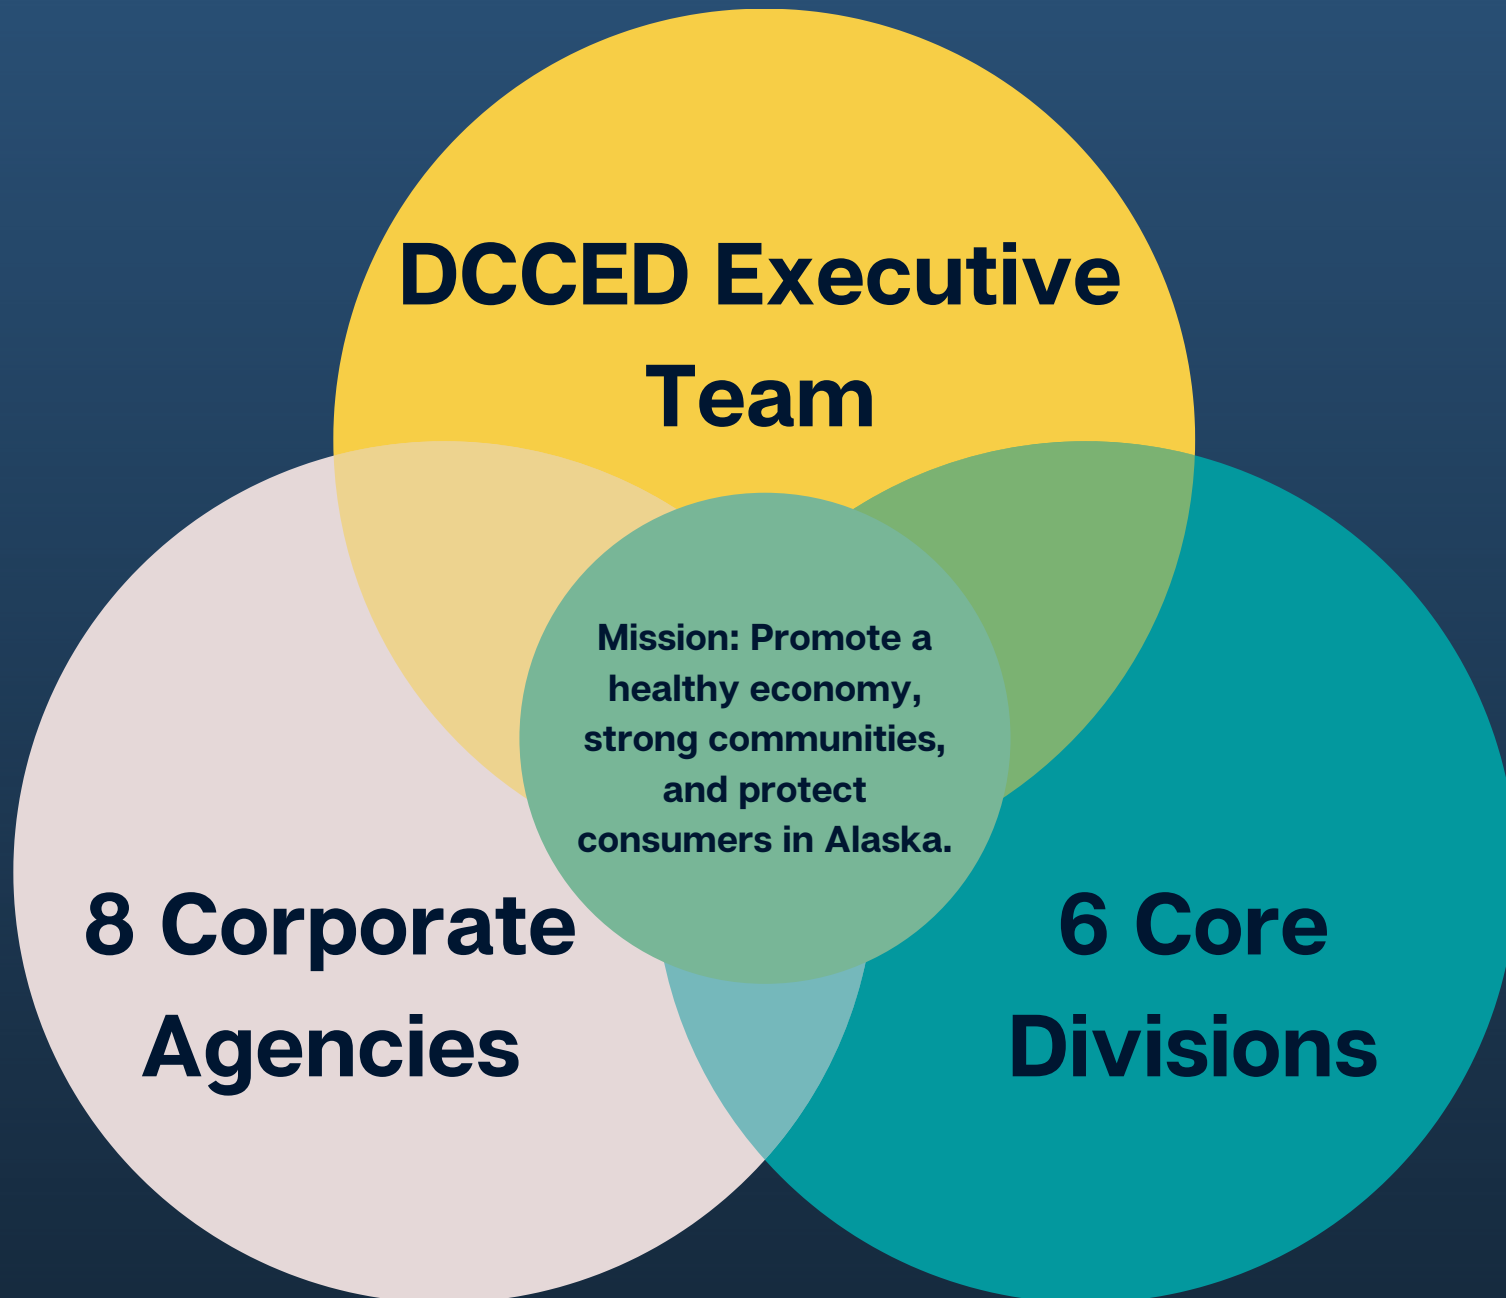 DCCED Executive
Team
Mission: Promote a
healthy economy,
strong communities,
and protect
consumers in Alaska.
8 Corporate
Agencies
6 Core
Divisions